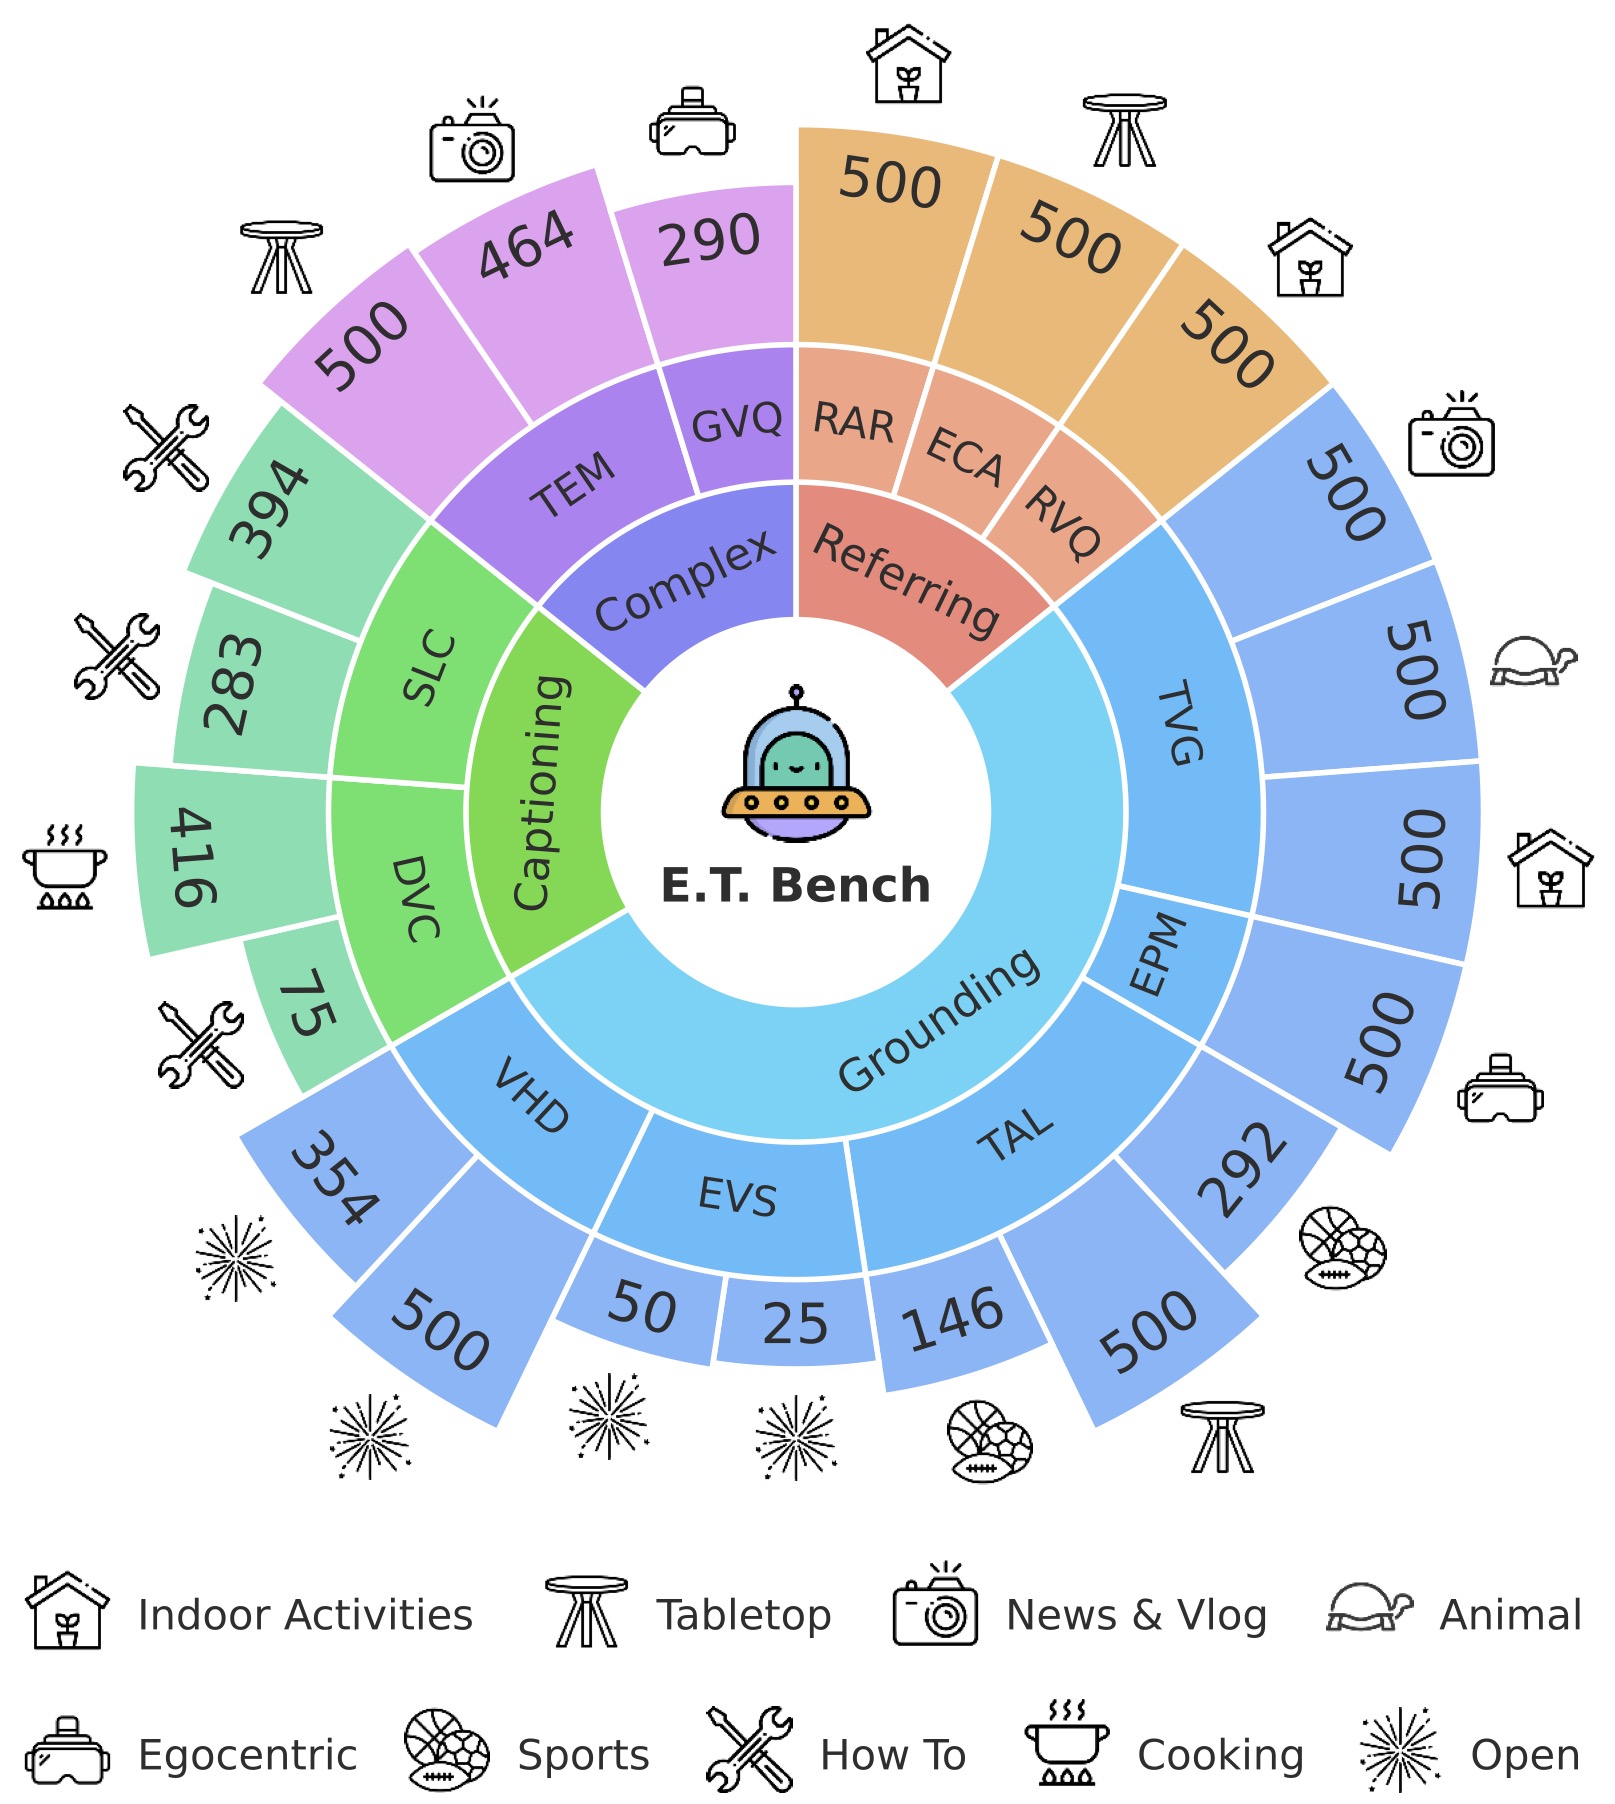 E.T. Bench
Referring
RAR
500
ECA
500
RVQ
500
Grounding
TVG
500
500
500
EPM
500
TAL
292
500
146
EVS
25
50
VHD
500
354
Captioning
DVC
75
416
SLC
283
394
Complex
TEM
500
464
GVQ
290
Indoor Activities
Tabletop
News & Vlog
Animal
Egocentric
Sports
How To
Cooking
Open